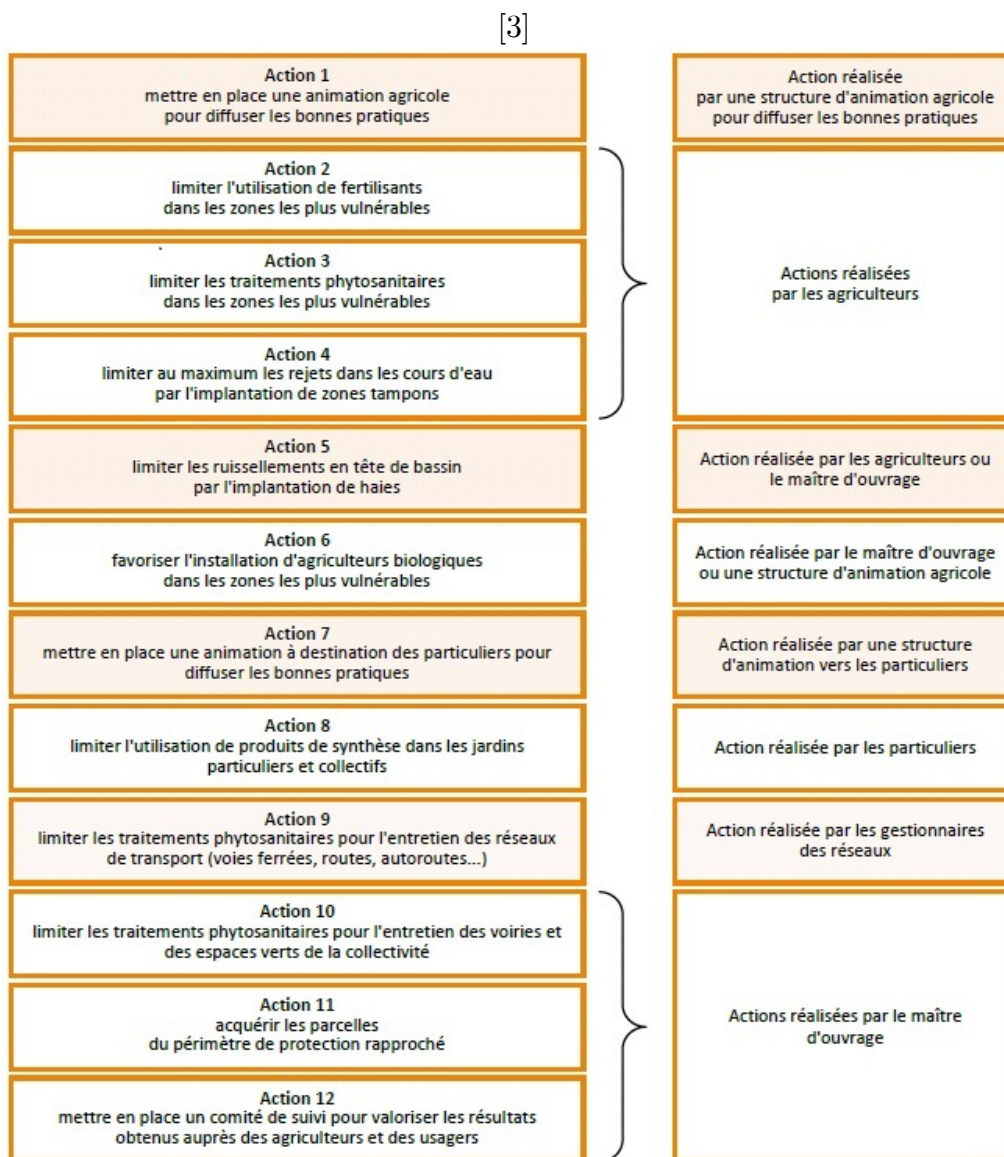 [3]
Action 1
mettre en place une animation agricole
pour diffuser les bonnes pratiques
Action réalisée
par une structure d'animation agricole
pour diffuser les bonnes pratiques
Action 2
limiter l'utilisation de fertilisants
dans les zones les plus vulnérables
Action 3
limiter les traitements phytosanitaires
dans les zones les plus vulnérables
Action 4
limiter au maximum les rejets dans les cours d'eau
par l'implantation de zones tampons
Actions réalisées
par les agriculteurs
Action 5
limiter les ruissellements en tête de bassin
par l'implantation de haies
Action réalisée par les agriculteurs ou
le maître d'ouvrage
Action 6
favoriser l'installation d'agriculteurs biologiques
dans les zones les plus vulnérables
Action réalisée par le maître d'ouvrage
ou une structure d'animation agricole
Action 7
mettre en place une animation à destination des particuliers pour
diffuser les bonnes pratiques
Action réalisée par une structure
d'animation vers les particuliers
Action 8
limiter l'utilisation de produits de synthèse dans les jardins
particuliers et collectifs
Action réalisée par les particuliers
Action 9
limiter les traitements phytosanitaires pour l'entretien des réseaux
de transport (voies ferrées, routes, autoroutes...)
Action réalisée par les gestionnaires
des réseaux
Action 10
limiter les traitements phytosanitaires pour l'entretien des voiries et
des espaces verts de la collectivité
Action 11
acquérir les parcelles
du périmètre de protection rapproché
Action 12
mettre en place un comité de suivi pour valoriser les résultats
obtenus auprès des agriculteurs et des usagers
Actions réalisées par le maître
d'ouvrage